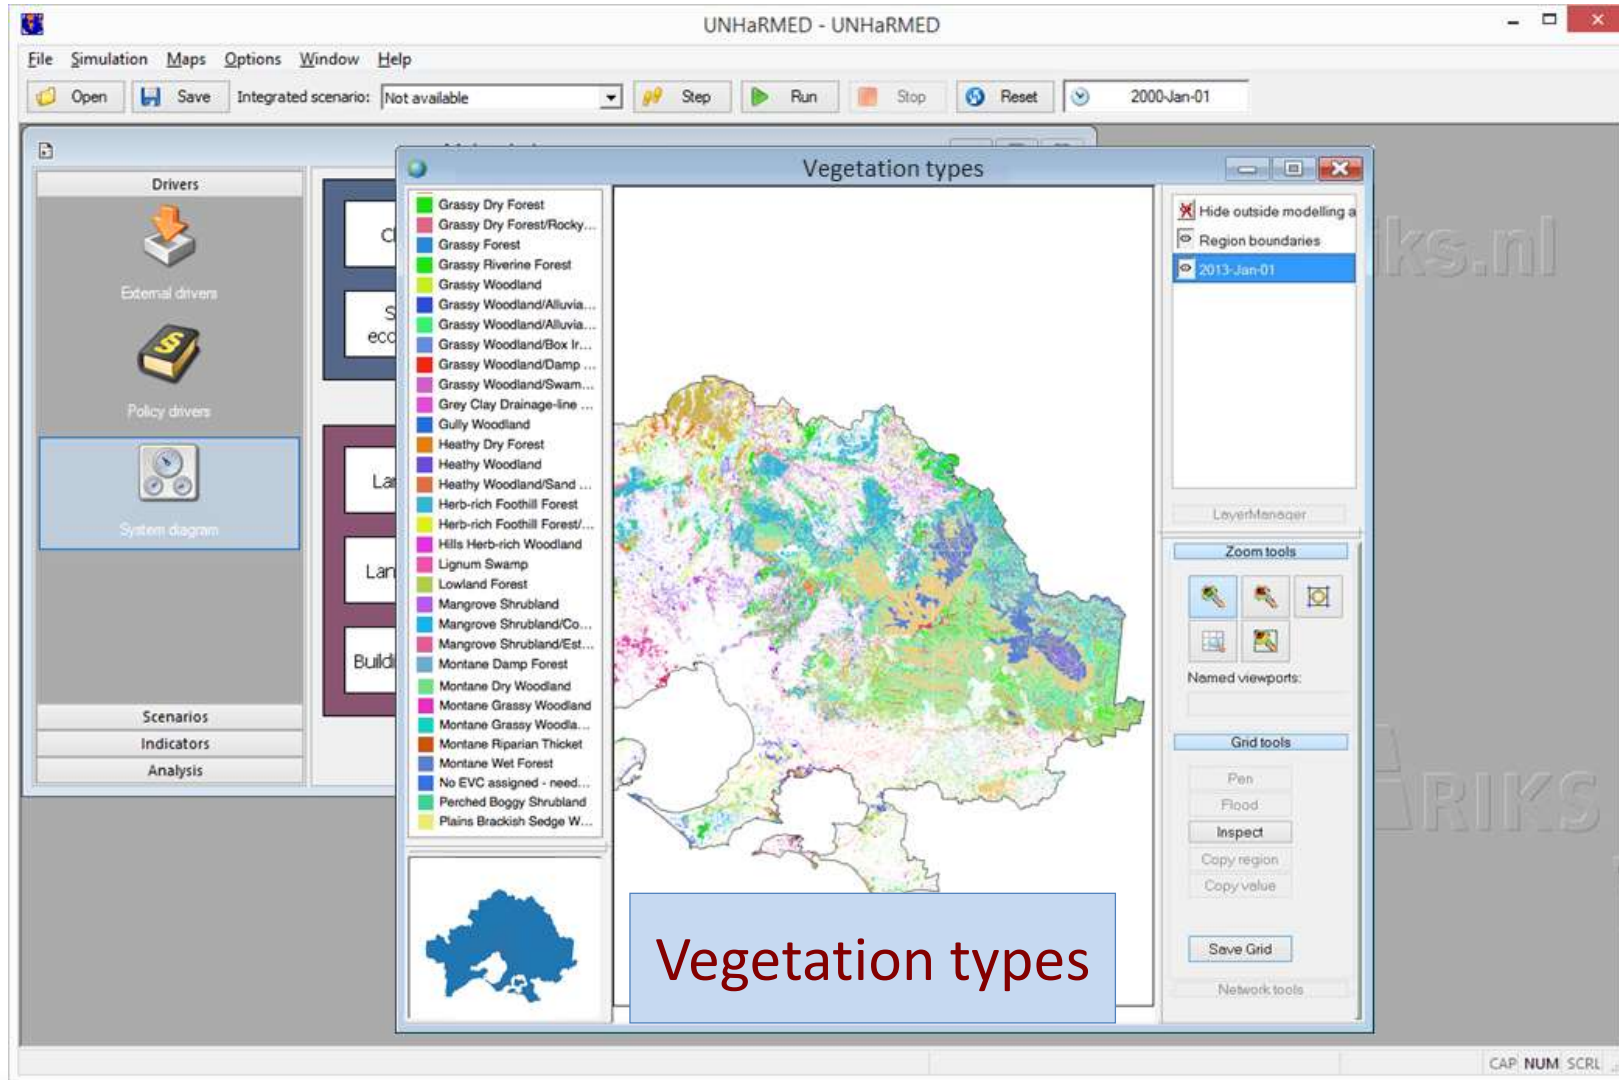 UNHaRMED - UNHaRMED
File Simulation Maps Options Window Help
Open Save Integrated scenario: Not available Step Run Stop Reset 2000-Jan-01
Drivers
External drivers
Policy drivers
System diagram
Scenarios
Indicators
Analysis
Vegetation types
Grassy Dry Forest
Grassy Dry Forest/Rocky...
Grassy Forest
Grassy Riverine Forest
Grassy Woodland
Grassy Woodland/Alluvia...
Grassy Woodland/Alluvia...
Grassy Woodland/Box Ir...
Grassy Woodland/Damp ...
Grassy Woodland/Swam...
Grey Clay Drainage-line ...
Gully Woodland
Heathy Dry Forest
Heathy Woodland
Heathy Woodland/Sand ...
Herb-rich Foothill Forest
Herb-rich Foothill Forest/...
Hills Herb-rich Woodland
Lignum Swamp
Lowland Forest
Mangrove Shrubland
Mangrove Shrubland/Co...
Mangrove Shrubland/Est...
Montane Damp Forest
Montane Dry Woodland
Montane Grassy Woodland
Montane Grassy Woodla...
Montane Riparian Thicket
Montane Wet Forest
No EVC assigned - need...
Perched Boggy Shrubland
Plains Brackish Sedge W...
Vegetation types
Hide outside modelling a
Region boundaries
2013-Jan-01
LayerManager
Zoom tools
Named viewports:
Grid tools
Pen
Flood
Inspect
Copy region
Copy value
Save Grid
Network tools
iks.nl
RIKS
CAP NUM SCRL